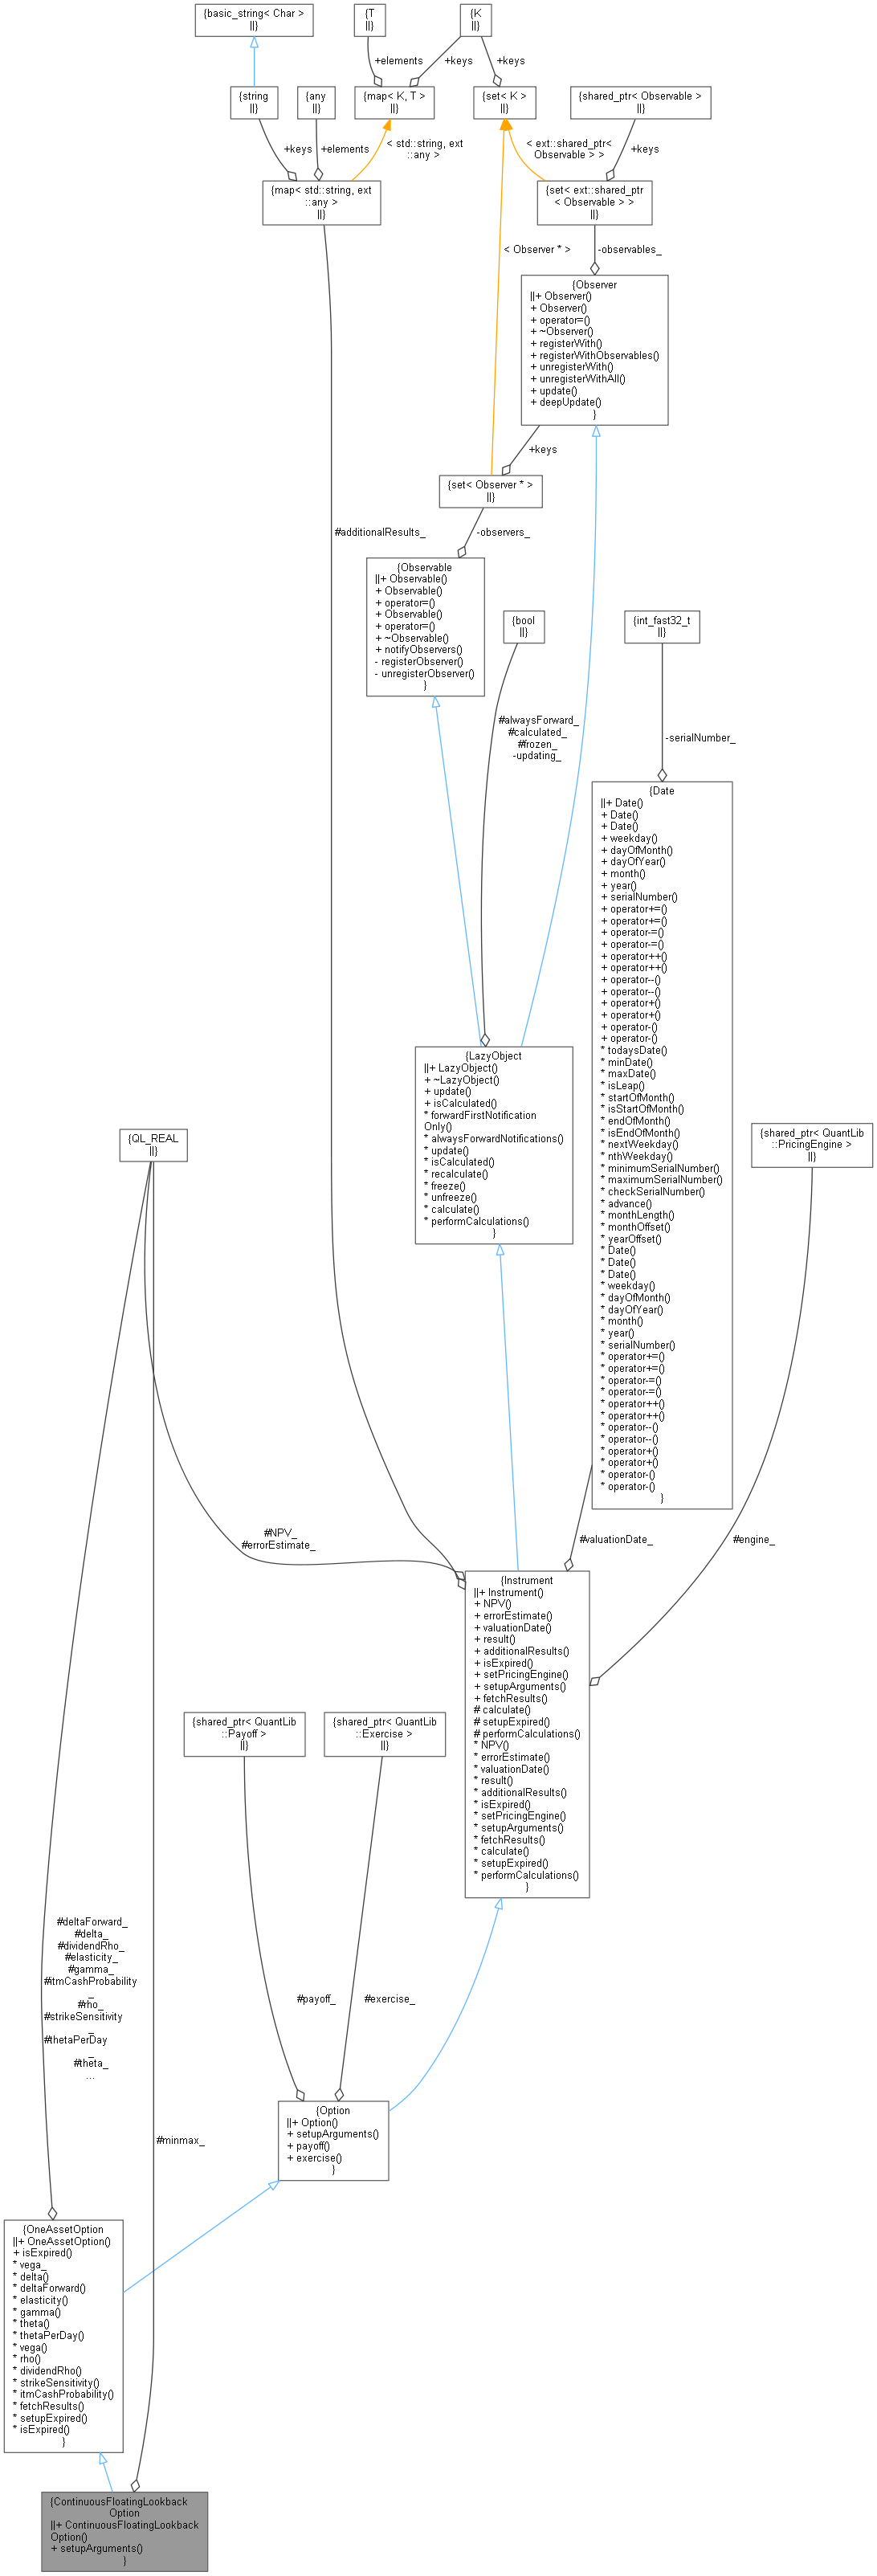 {basic_string< Char >
||}
{T
||}
{K
||}
+elements
+keys
+keys
{string
||}
{any
||}
{map< K, T >
||}
{set< K >
||}
{shared_ptr< Observable >
||}
+keys
+elements
< std::string, ext
::any >
< ext::shared_ptr<
Observable > >
+keys
{map< std::string, ext
::any >
||}
{set< ext::shared_ptr
< Observable > >
||}
< Observer * >
-observables_
{Observer
||+ Observer()
+ Observer()
+ operator=()
+ ~Observer()
+ registerWith()
+ registerWithObservables()
+ unregisterWith()
+ unregisterWithAll()
+ update()
+ deepUpdate()
}
+keys
{set< Observer * >
||}
#additionalResults_
-observers_
{Observable
||+ Observable()
+ Observable()
+ operator=()
+ Observable()
+ operator=()
+ ~Observable()
+ notifyObservers()
- registerObserver()
- unregisterObserver()
}
{bool
||}
{int_fast32_t
||}
#alwaysForward_
#calculated_
#frozen_
-updating_
-serialNumber_
{Date
||+ Date()
+ Date()
+ Date()
+ weekday()
+ dayOfMonth()
+ dayOfYear()
+ month()
+ year()
+ serialNumber()
+ operator+=()
+ operator+=()
+ operator-=()
+ operator-=()
+ operator++()
+ operator++()
+ operator--()
+ operator--()
+ operator+()
+ operator+()
+ operator-()
+ operator-()
* todaysDate()
* minDate()
* maxDate()
* isLeap()
* startOfMonth()
* isStartOfMonth()
* endOfMonth()
* isEndOfMonth()
* nextWeekday()
* nthWeekday()
* minimumSerialNumber()
* maximumSerialNumber()
* checkSerialNumber()
* advance()
* monthLength()
* monthOffset()
* yearOffset()
* Date()
* Date()
* Date()
* weekday()
* dayOfMonth()
* dayOfYear()
* month()
* year()
* serialNumber()
* operator+=()
* operator+=()
* operator-=()
* operator-=()
* operator++()
* operator++()
* operator--()
* operator--()
* operator+()
* operator+()
* operator-()
* operator-()
}
{LazyObject
||+ LazyObject()
+ ~LazyObject()
+ update()
+ isCalculated()
* forwardFirstNotification
Only()
* alwaysForwardNotifications()
* update()
* isCalculated()
* recalculate()
* freeze()
* unfreeze()
* calculate()
* performCalculations()
}
{QL_REAL
||}
{shared_ptr< QuantLib
::PricingEngine >
||}
#NPV_
#errorEstimate_
#valuationDate_
#engine_
{Instrument
||+ Instrument()
+ NPV()
+ errorEstimate()
+ valuationDate()
+ result()
+ additionalResults()
+ isExpired()
+ setPricingEngine()
+ setupArguments()
+ fetchResults()
# calculate()
# setupExpired()
# performCalculations()
* NPV()
* errorEstimate()
* valuationDate()
* result()
* additionalResults()
* isExpired()
* setPricingEngine()
* setupArguments()
* fetchResults()
* calculate()
* setupExpired()
* performCalculations()
}
{shared_ptr< QuantLib
::Payoff >
||}
{shared_ptr< QuantLib
::Exercise >
||}
#deltaForward_
#delta_
#dividendRho_
#elasticity_
#gamma_
#itmCashProbability
_
#rho_
#strikeSensitivity
_
#thetaPerDay
_
#theta_
...
#payoff_
#exercise_
{Option
||+ Option()
+ setupArguments()
+ payoff()
+ exercise()
}
#minmax_
{OneAssetOption
||+ OneAssetOption()
+ isExpired()
* vega_
* delta()
* deltaForward()
* elasticity()
* gamma()
* theta()
* thetaPerDay()
* vega()
* rho()
* dividendRho()
* strikeSensitivity()
* itmCashProbability()
* fetchResults()
* setupExpired()
* isExpired()
}
{ContinuousFloatingLookback
Option
||+ ContinuousFloatingLookback
Option()
+ setupArguments()
}